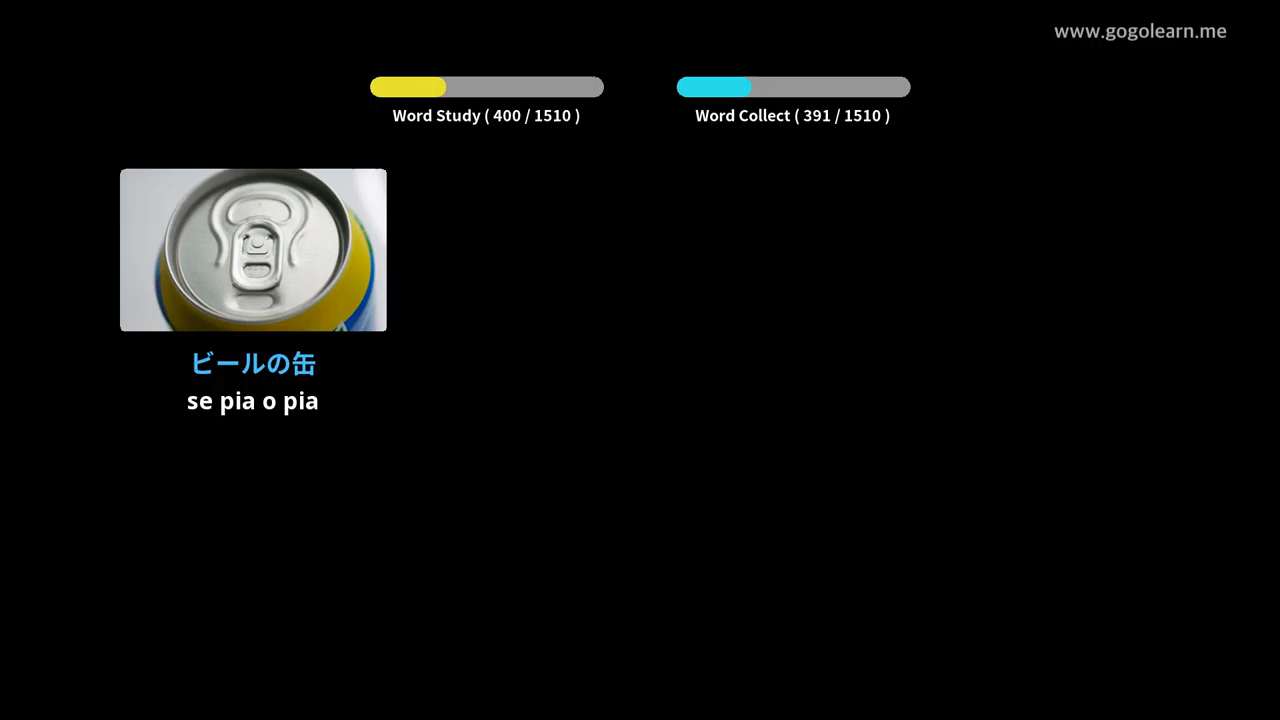 www.gogolearn.me
Word Study ( 400 / 1510 )
Word Collect ( 391 / 1510 )
ビールの缶
se pia o pia